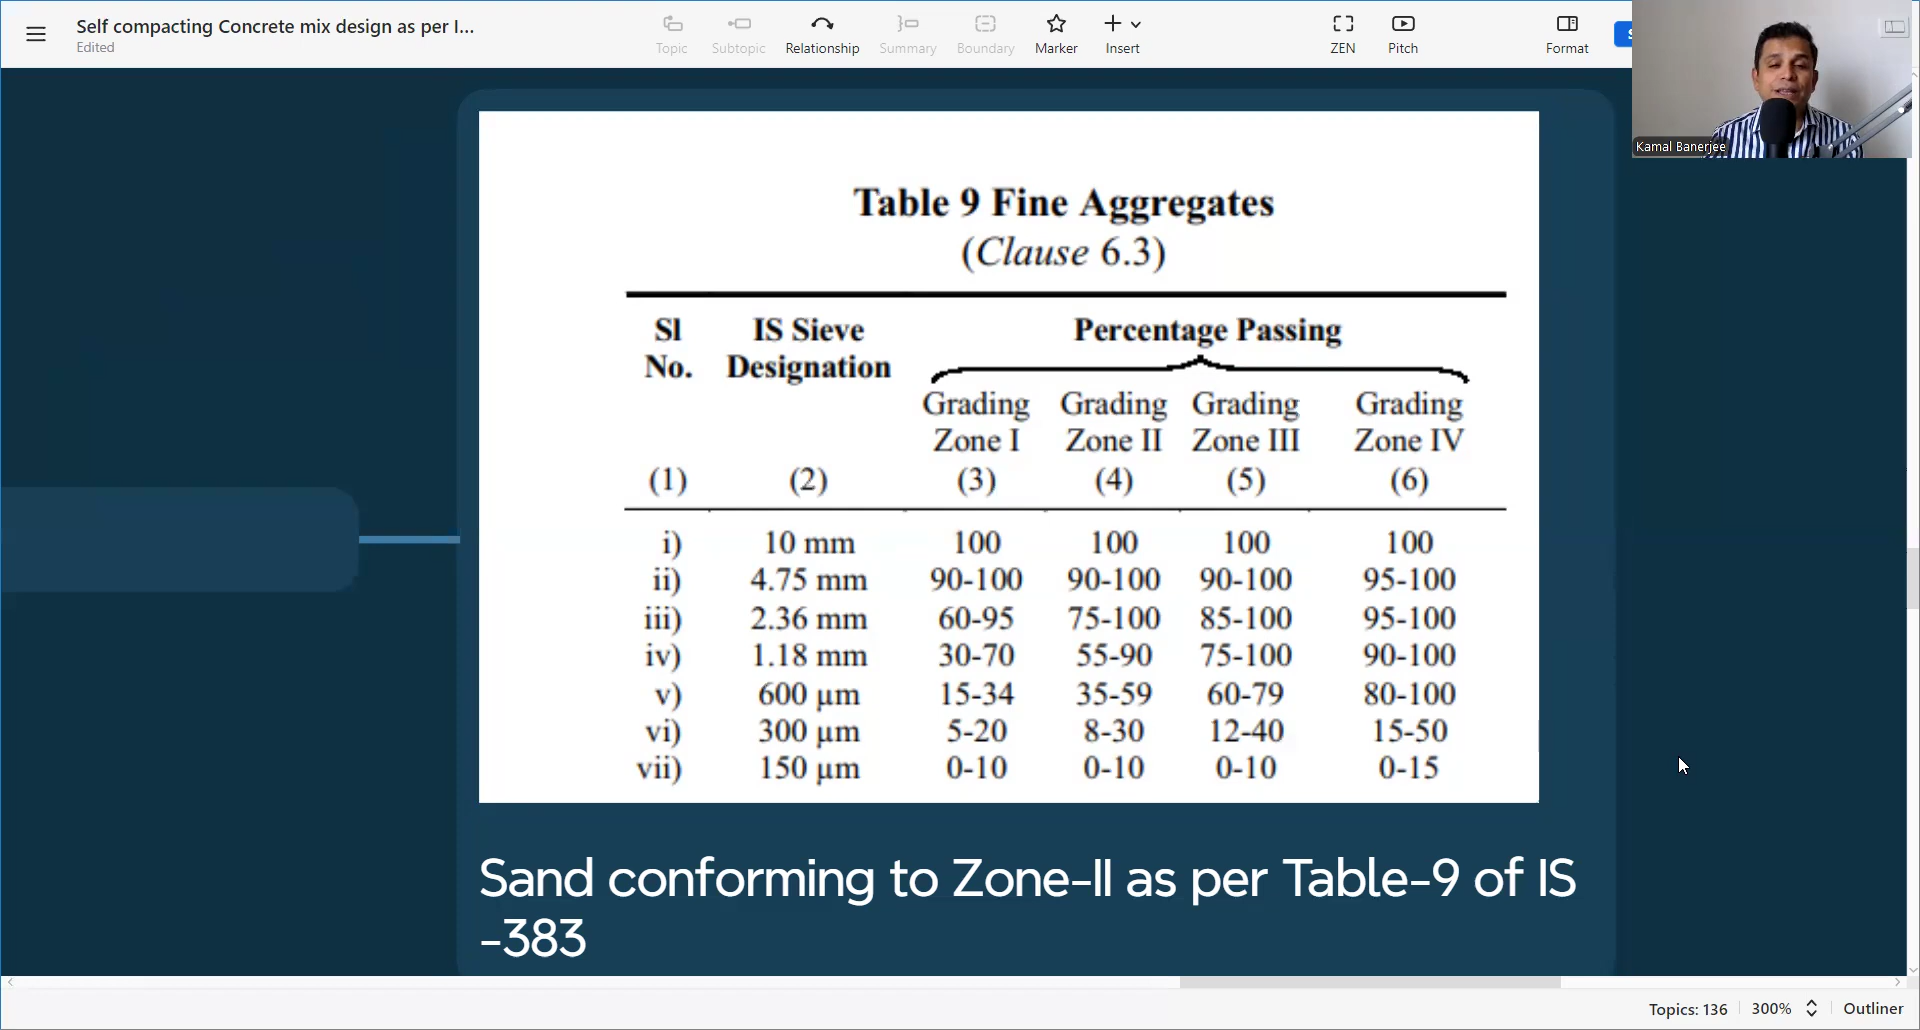 Self compacting Concrete mix design as per I...
Edited
Topic
Subtopic
Relationship
Summary
Boundary
Marker
Insert
ZEN
Pitch
Format
Kamal Banerjee
Table 9 Fine Aggregates
(Clause 6.3)
Sl No. IS Sieve Designation Percentage Passing
Grading Zone I Grading Zone II Grading Zone III Grading Zone IV
(1) (2) (3) (4) (5) (6)
i) 10 mm 100 100 100 100
ii) 4.75 mm 90-100 90-100 90-100 95-100
iii) 2.36 mm 60-95 75-100 85-100 95-100
iv) 1.18 mm 30-70 55-90 75-100 90-100
v) 600 µm 15-34 35-59 60-79 80-100
vi) 300 µm 5-20 8-30 12-40 15-50
vii) 150 µm 0-10 0-10 0-10 0-15
Sand conforming to Zone-II as per Table-9 of IS
-383
Topics: 136
300%
Outliner